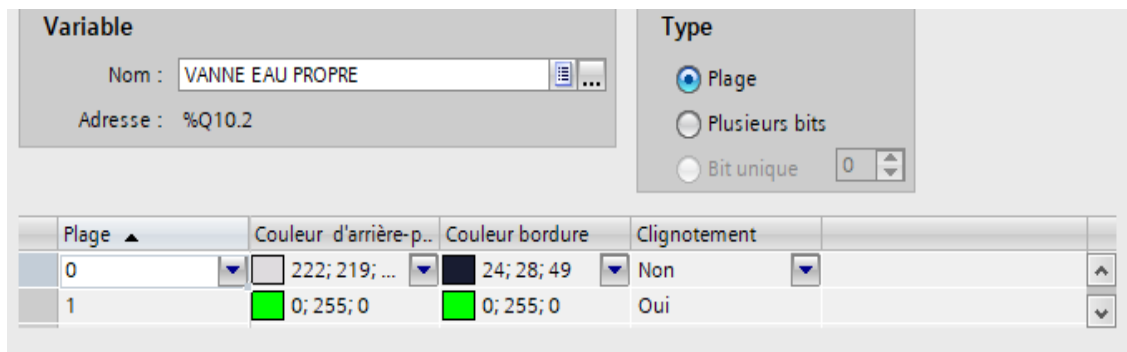 Variable
Nom : VANNE EAU PROPRE ...
Adresse : %Q10.2
Type
Plage
Plusieurs bits
Bit unique 0
Plage Couleur d'arrière-p.. Couleur bordure Clignotement
0 222; 219; ... 24; 28; 49 Non
1 0; 255; 0 0; 255; 0 Oui